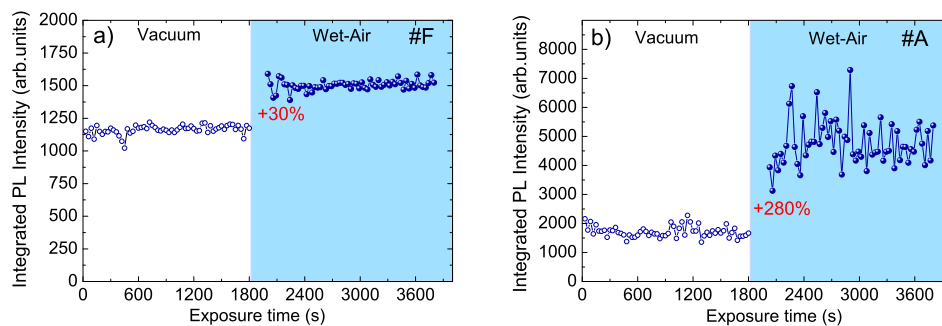 a)
Vacuum
Wet-Air
#F
+30%
Integrated PL Intensity (arb.units)
2000
1750
1500
1250
1000
750
500
250
0
0
600
1200
1800
2400
3000
3600
Exposure time (s)
b)
Vacuum
Wet-Air
#A
+280%
Integrated PL Intensity (arb.units)
8000
7000
6000
5000
4000
3000
2000
1000
0
0
600
1200
1800
2400
3000
3600
Exposure time (s)